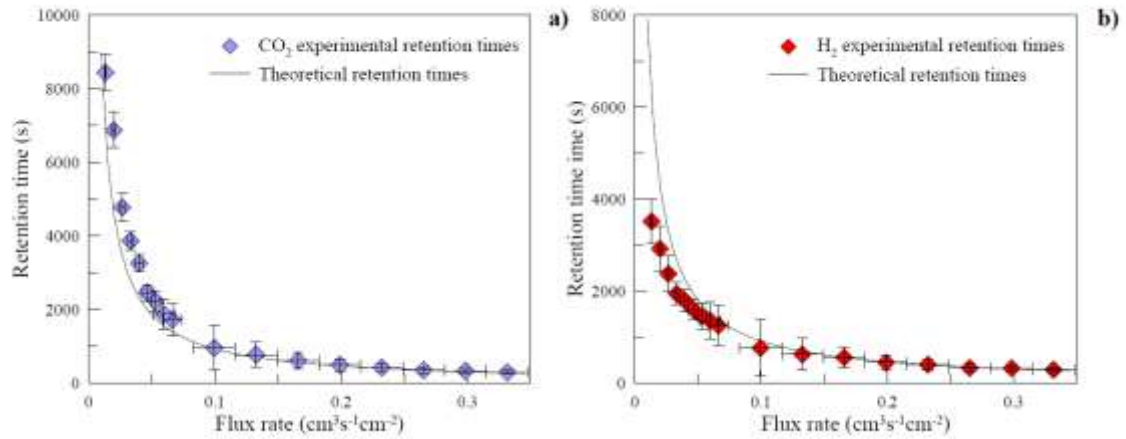 a)
CO2 experimental retention times
Theoretical retention times
Retention time (s)
10000
8000
6000
4000
2000
0
0 0.1 0.2 0.3
Flux rate (cm³s⁻¹cm⁻²)
b)
H2 experimental retention times
Theoretical retention times
Retention time ime (s)
8000
6000
4000
2000
0
0 0.1 0.2 0.3
Flux rate (cm³s⁻¹cm⁻²)